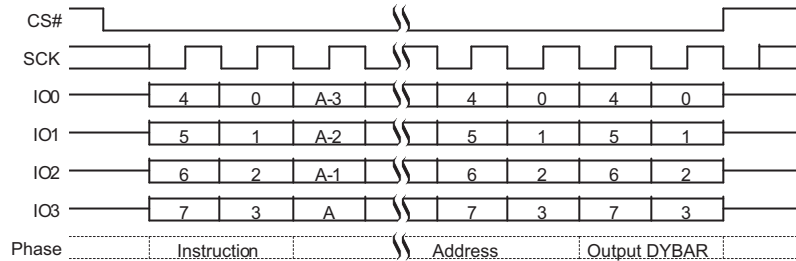 CS#
SCK
IO0 4 0 A-3 4 0 4 0
IO1 5 1 A-2 5 1 5 1
IO2 6 2 A-1 6 2 6 2
IO3 7 3 A 7 3 7 3
Phase Instruction Address Output DYBAR